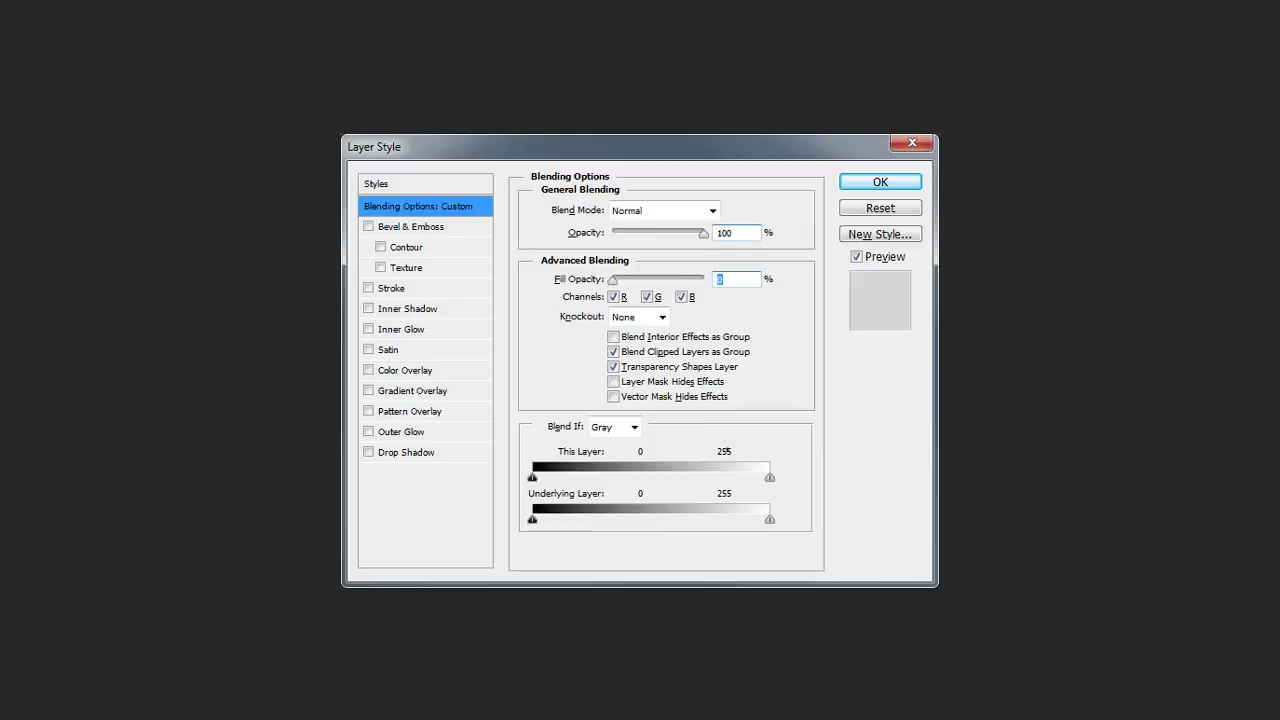 Layer Style
Styles
Blending Options: Custom
Bevel & Emboss
Contour
Texture
Stroke
Inner Shadow
Inner Glow
Satin
Color Overlay
Gradient Overlay
Pattern Overlay
Outer Glow
Drop Shadow
Blending Options
General Blending
Blend Mode: Normal
Opacity: 100 %
Advanced Blending
Fill Opacity: 0 %
Channels: R G B
Knockout: None
Blend Interior Effects as Group
Blend Clipped Layers as Group
Transparency Shapes Layer
Layer Mask Hides Effects
Vector Mask Hides Effects
Blend If: Gray
This Layer: 0 255
Underlying Layer: 0 255
OK
Reset
New Style...
Preview